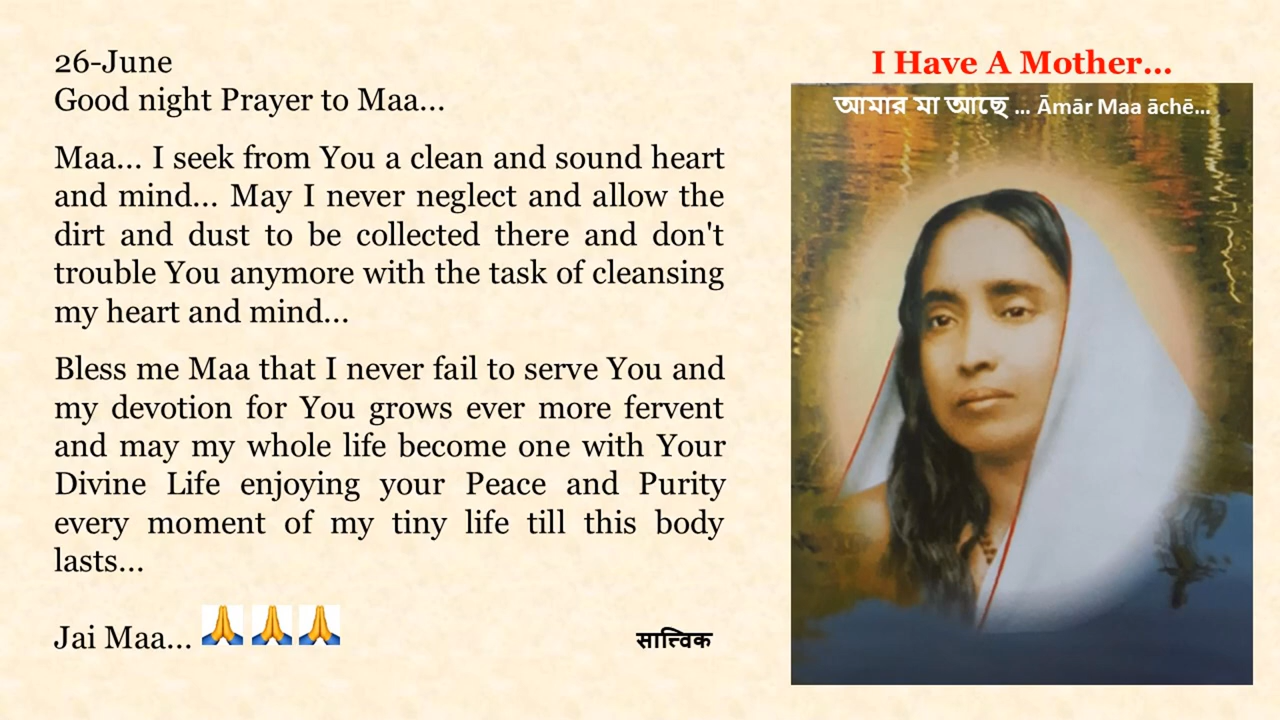 26-June
Good night Prayer to Maa...
Maa... I seek from You a clean and sound heart
and mind... May I never neglect and allow the
dirt and dust to be collected there and don't
trouble You anymore with the task of cleansing
my heart and mind...
Bless me Maa that I never fail to serve You and
my devotion for You grows ever more fervent
and may my whole life become one with Your
Divine Life enjoying your Peace and Purity
every moment of my tiny life till this body
lasts...
Jai Maa... 🙏🙏🙏
सात्त्विक
I Have A Mother...
আমার মা আছে ... Āmār Maa āchē...